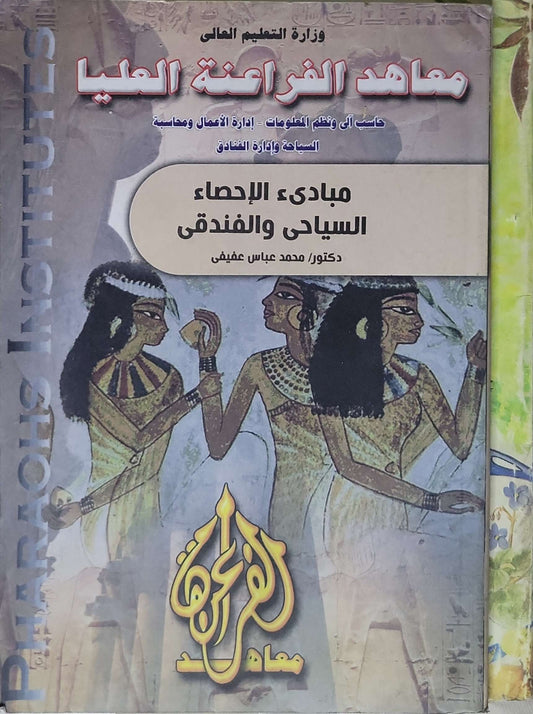 وزارة التعليم العالى
معاهد الفراعنة العليا
حاسب آلى ونظم المعلومات - إدارة الأعمال ومحاسبة
السياحة وإدارة الفنادق
مبادىء الإحصاء
السياحى والفندقى
دكتور/ محمد عباس عفيفى
PHARAOHS INSTITUTES
الفراعنة
معاهد